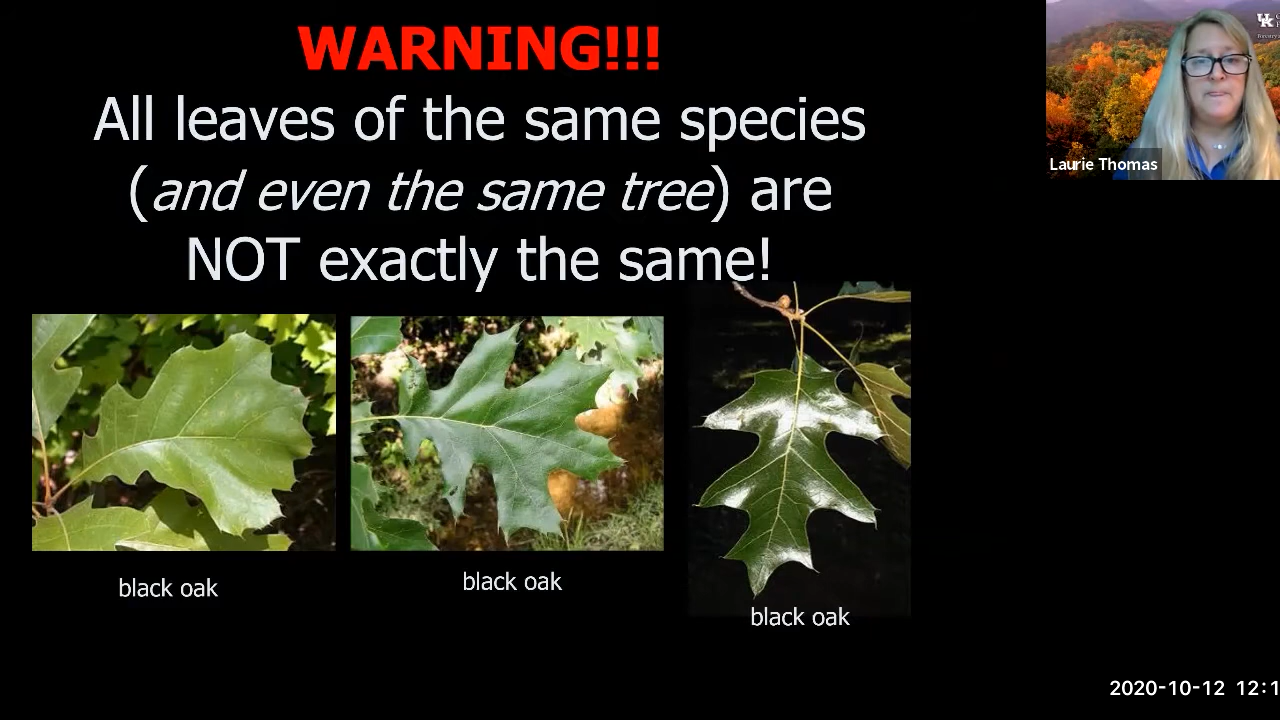 WARNING!!!
All leaves of the same species
(and even the same tree) are
NOT exactly the same!
Laurie Thomas
black oak
black oak
black oak
2020-10-12 12:1